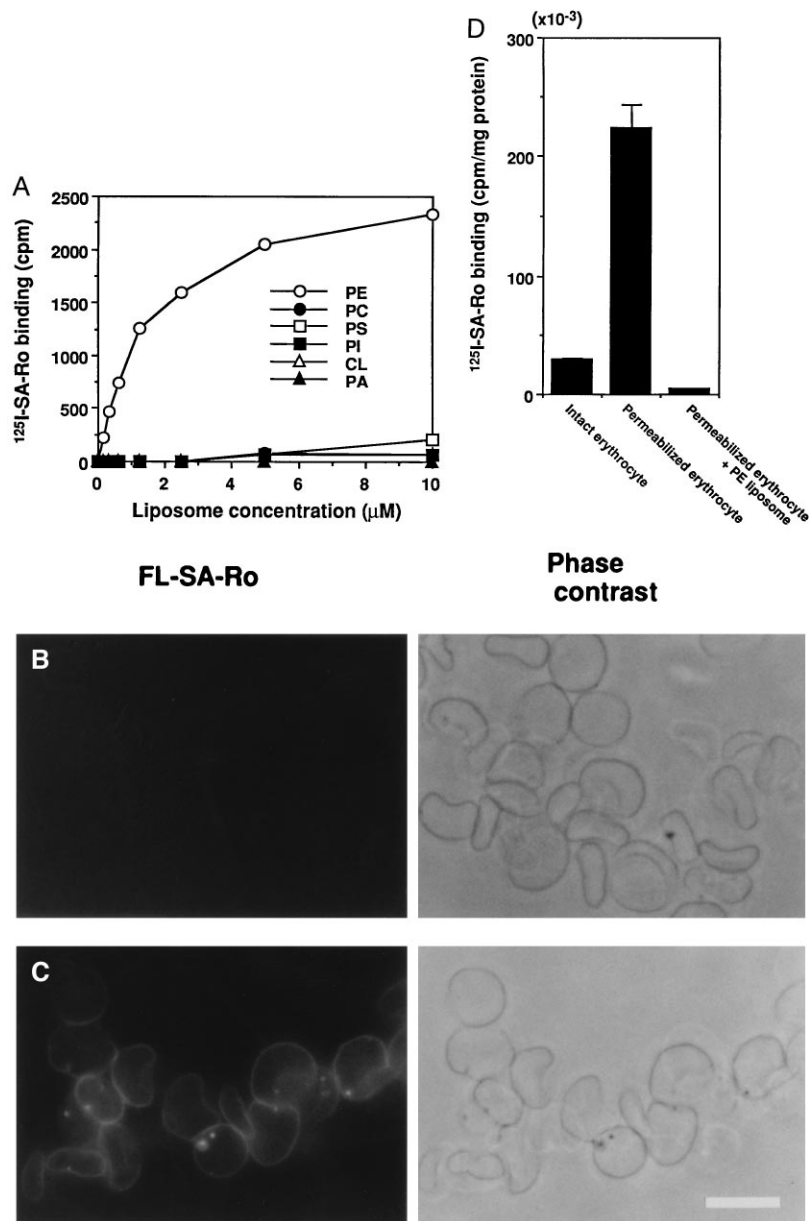 A
¹²⁵I-SA-Ro binding (cpm)
2500
2000
1500
1000
500
0
0
2
4
6
8
10
Liposome concentration (μM)
PE
PC
PS
PI
CL
PA
D
(x10⁻³)
¹²⁵I-SA-Ro binding (cpm/mg protein)
300
200
100
0
Intact erythrocyte
Permeabilized erythrocyte
Permeabilized erythrocyte
+ PE liposome
FL-SA-Ro
Phase
contrast
B
C